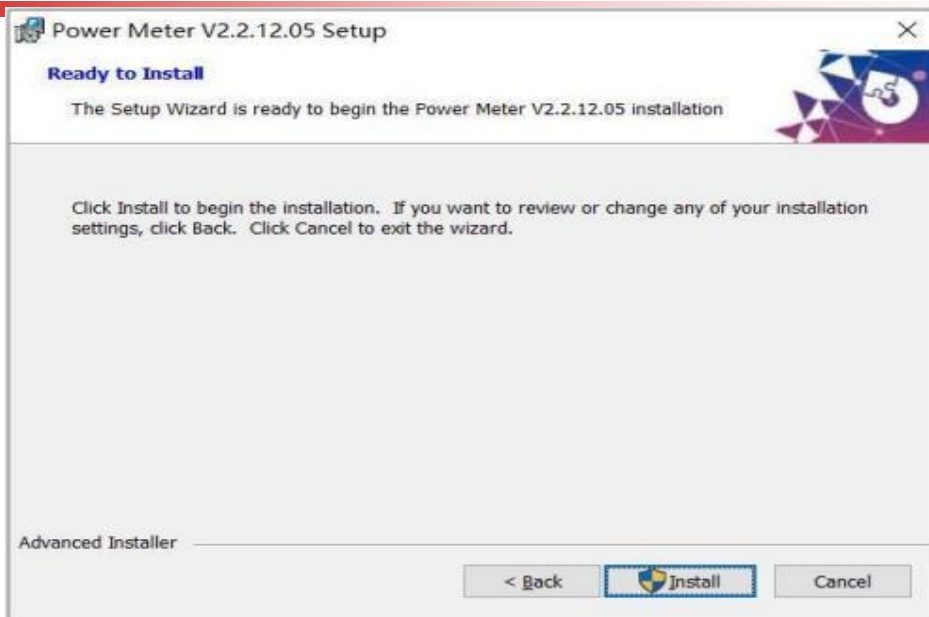 Power Meter V2.2.12.05 Setup
Ready to Install
The Setup Wizard is ready to begin the Power Meter V2.2.12.05 installation
Click Install to begin the installation. If you want to review or change any of your installation
settings, click Back. Click Cancel to exit the wizard.
Advanced Installer
< Back
Install
Cancel